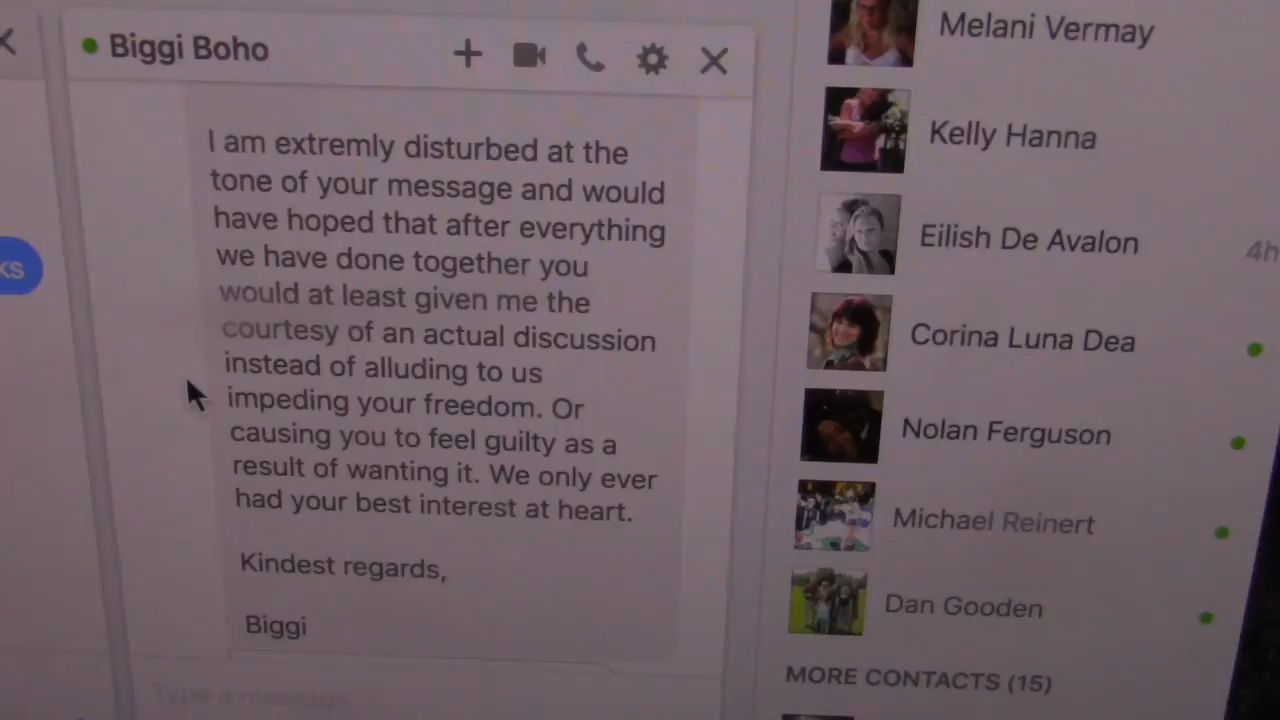 Biggi Boho
I am extremly disturbed at the
tone of your message and would
have hoped that after everything
we have done together you
would at least given me the
courtesy of an actual discussion
instead of alluding to us
impeding your freedom. Or
causing you to feel guilty as a
result of wanting it. We only ever
had your best interest at heart.
Kindest regards,
Biggi
Type a message...
ks
Melani Vermay
Kelly Hanna
Eilish De Avalon
4h
Corina Luna Dea
Nolan Ferguson
Michael Reinert
Dan Gooden
MORE CONTACTS (15)